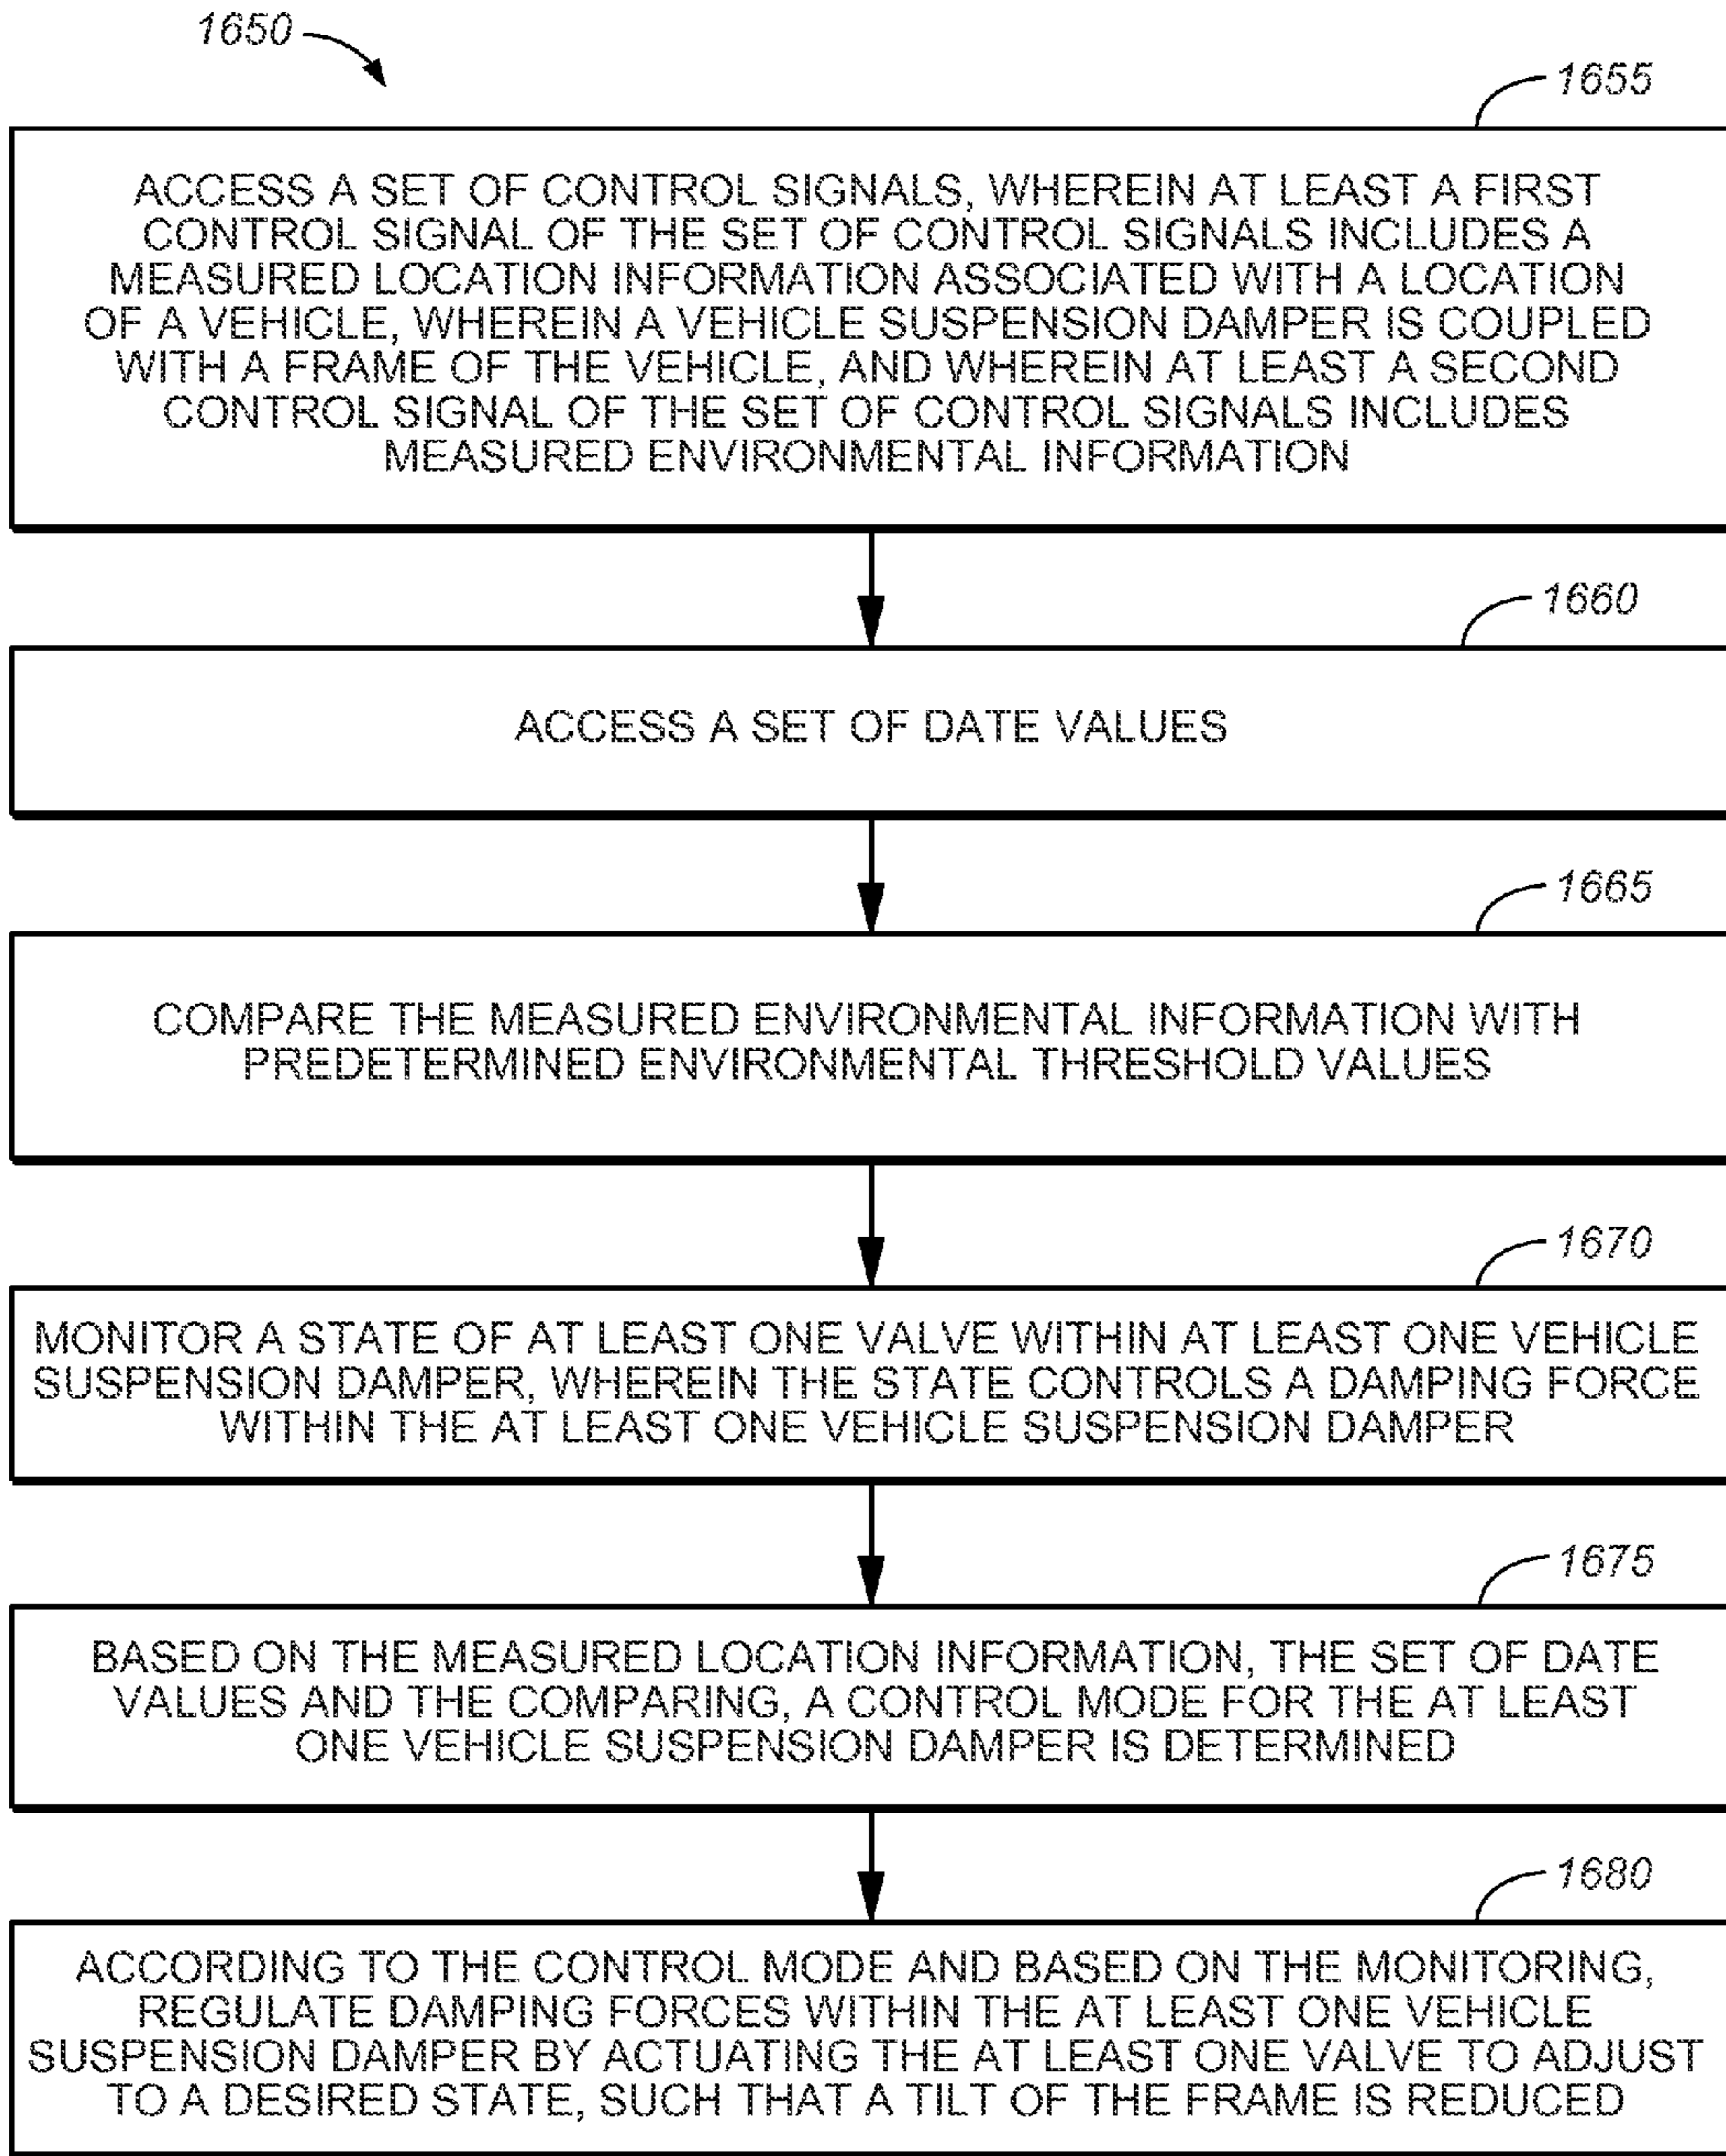 1650
1655
ACCESS A SET OF CONTROL SIGNALS, WHEREIN AT LEAST A FIRST
CONTROL SIGNAL OF THE SET OF CONTROL SIGNALS INCLUDES A
MEASURED LOCATION INFORMATION ASSOCIATED WITH A LOCATION
OF A VEHICLE, WHEREIN A VEHICLE SUSPENSION DAMPER IS COUPLED
WITH A FRAME OF THE VEHICLE, AND WHEREIN AT LEAST A SECOND
CONTROL SIGNAL OF THE SET OF CONTROL SIGNALS INCLUDES
MEASURED ENVIRONMENTAL INFORMATION
1660
ACCESS A SET OF DATE VALUES
1665
COMPARE THE MEASURED ENVIRONMENTAL INFORMATION WITH
PREDETERMINED ENVIRONMENTAL THRESHOLD VALUES
1670
MONITOR A STATE OF AT LEAST ONE VALVE WITHIN AT LEAST ONE VEHICLE
SUSPENSION DAMPER, WHEREIN THE STATE CONTROLS A DAMPING FORCE
WITHIN THE AT LEAST ONE VEHICLE SUSPENSION DAMPER
1675
BASED ON THE MEASURED LOCATION INFORMATION, THE SET OF DATE
VALUES AND THE COMPARING, A CONTROL MODE FOR THE AT LEAST
ONE VEHICLE SUSPENSION DAMPER IS DETERMINED
1680
ACCORDING TO THE CONTROL MODE AND BASED ON THE MONITORING,
REGULATE DAMPING FORCES WITHIN THE AT LEAST ONE VEHICLE
SUSPENSION DAMPER BY ACTUATING THE AT LEAST ONE VALVE TO ADJUST
TO A DESIRED STATE, SUCH THAT A TILT OF THE FRAME IS REDUCED